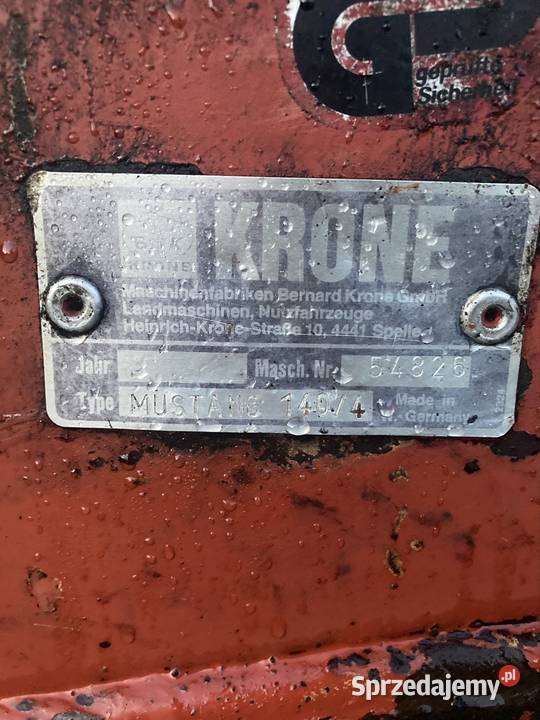 geprüfte
Sicherheit
KRONE
Maschinenfabriken Bernard Krone GmbH
Landmaschinen, Nutzfahrzeuge
Heinrich-Krone-Straße 10, 4441 Spelle
Jahr Masch. Nr. 54826
Type MUSTANG 140/4 Made in
W.-Germany
Sprzedajemy.pl